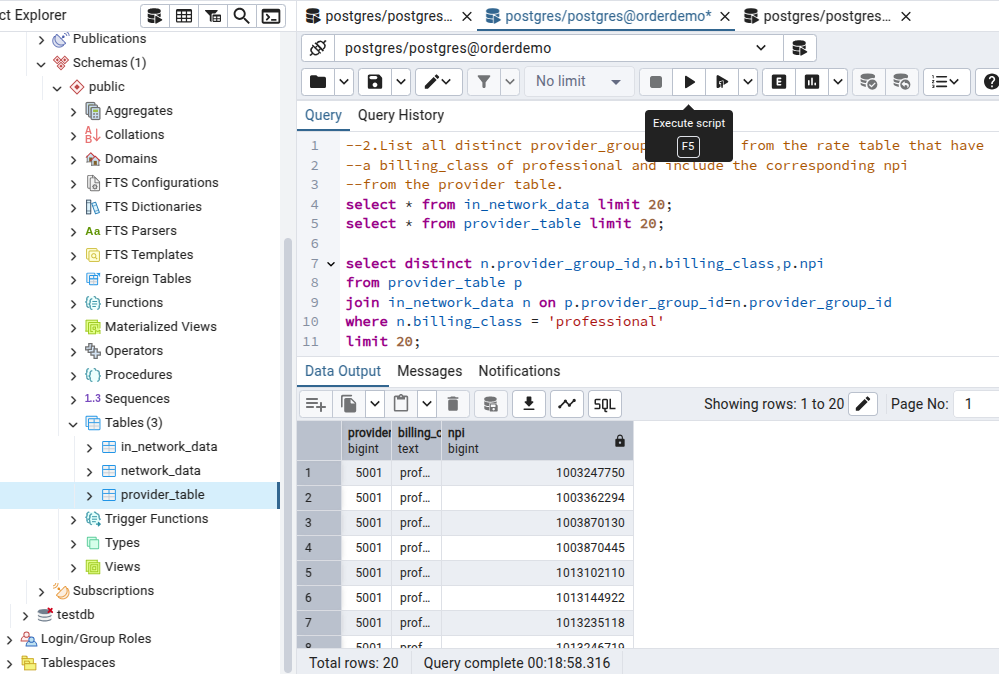 ct Explorer
Publications
Schemas (1)
public
Aggregates
Collations
Domains
FTS Configurations
FTS Dictionaries
Aa FTS Parsers
FTS Templates
Foreign Tables
Functions
Materialized Views
Operators
Procedures
1..3 Sequences
Tables (3)
in_network_data
network_data
provider_table
Trigger Functions
Types
Views
Subscriptions
testdb
Login/Group Roles
Tablespaces
postgres/postgres...
postgres/postgres@orderdemo*
postgres/postgres...
postgres/postgres@orderdemo
No limit
E
Execute script
F5
Query
Query History
1 --2.List all distinct provider_group from the rate table that have
2 --a billing_class of professional and include the corresponding npi
3 --from the provider table.
4 select * from in_network_data limit 20;
5 select * from provider_table limit 20;
6
7 select distinct n.provider_group_id,n.billing_class,p.npi
8 from provider_table p
9 join in_network_data n on p.provider_group_id=n.provider_group_id
10 where n.billing_class = 'professional'
11 limit 20;
Data Output
Messages
Notifications
SQL
Showing rows: 1 to 20
Page No:
1
provider billing_c npi
bigint text bigint
1 5001 prof... 1003247750
2 5001 prof... 1003362294
3 5001 prof... 1003870130
4 5001 prof... 1003870445
5 5001 prof... 1013102110
6 5001 prof... 1013144922
7 5001 prof... 1013235118
8 5001 prof... 1013246719
Total rows: 20
Query complete 00:18:58.316